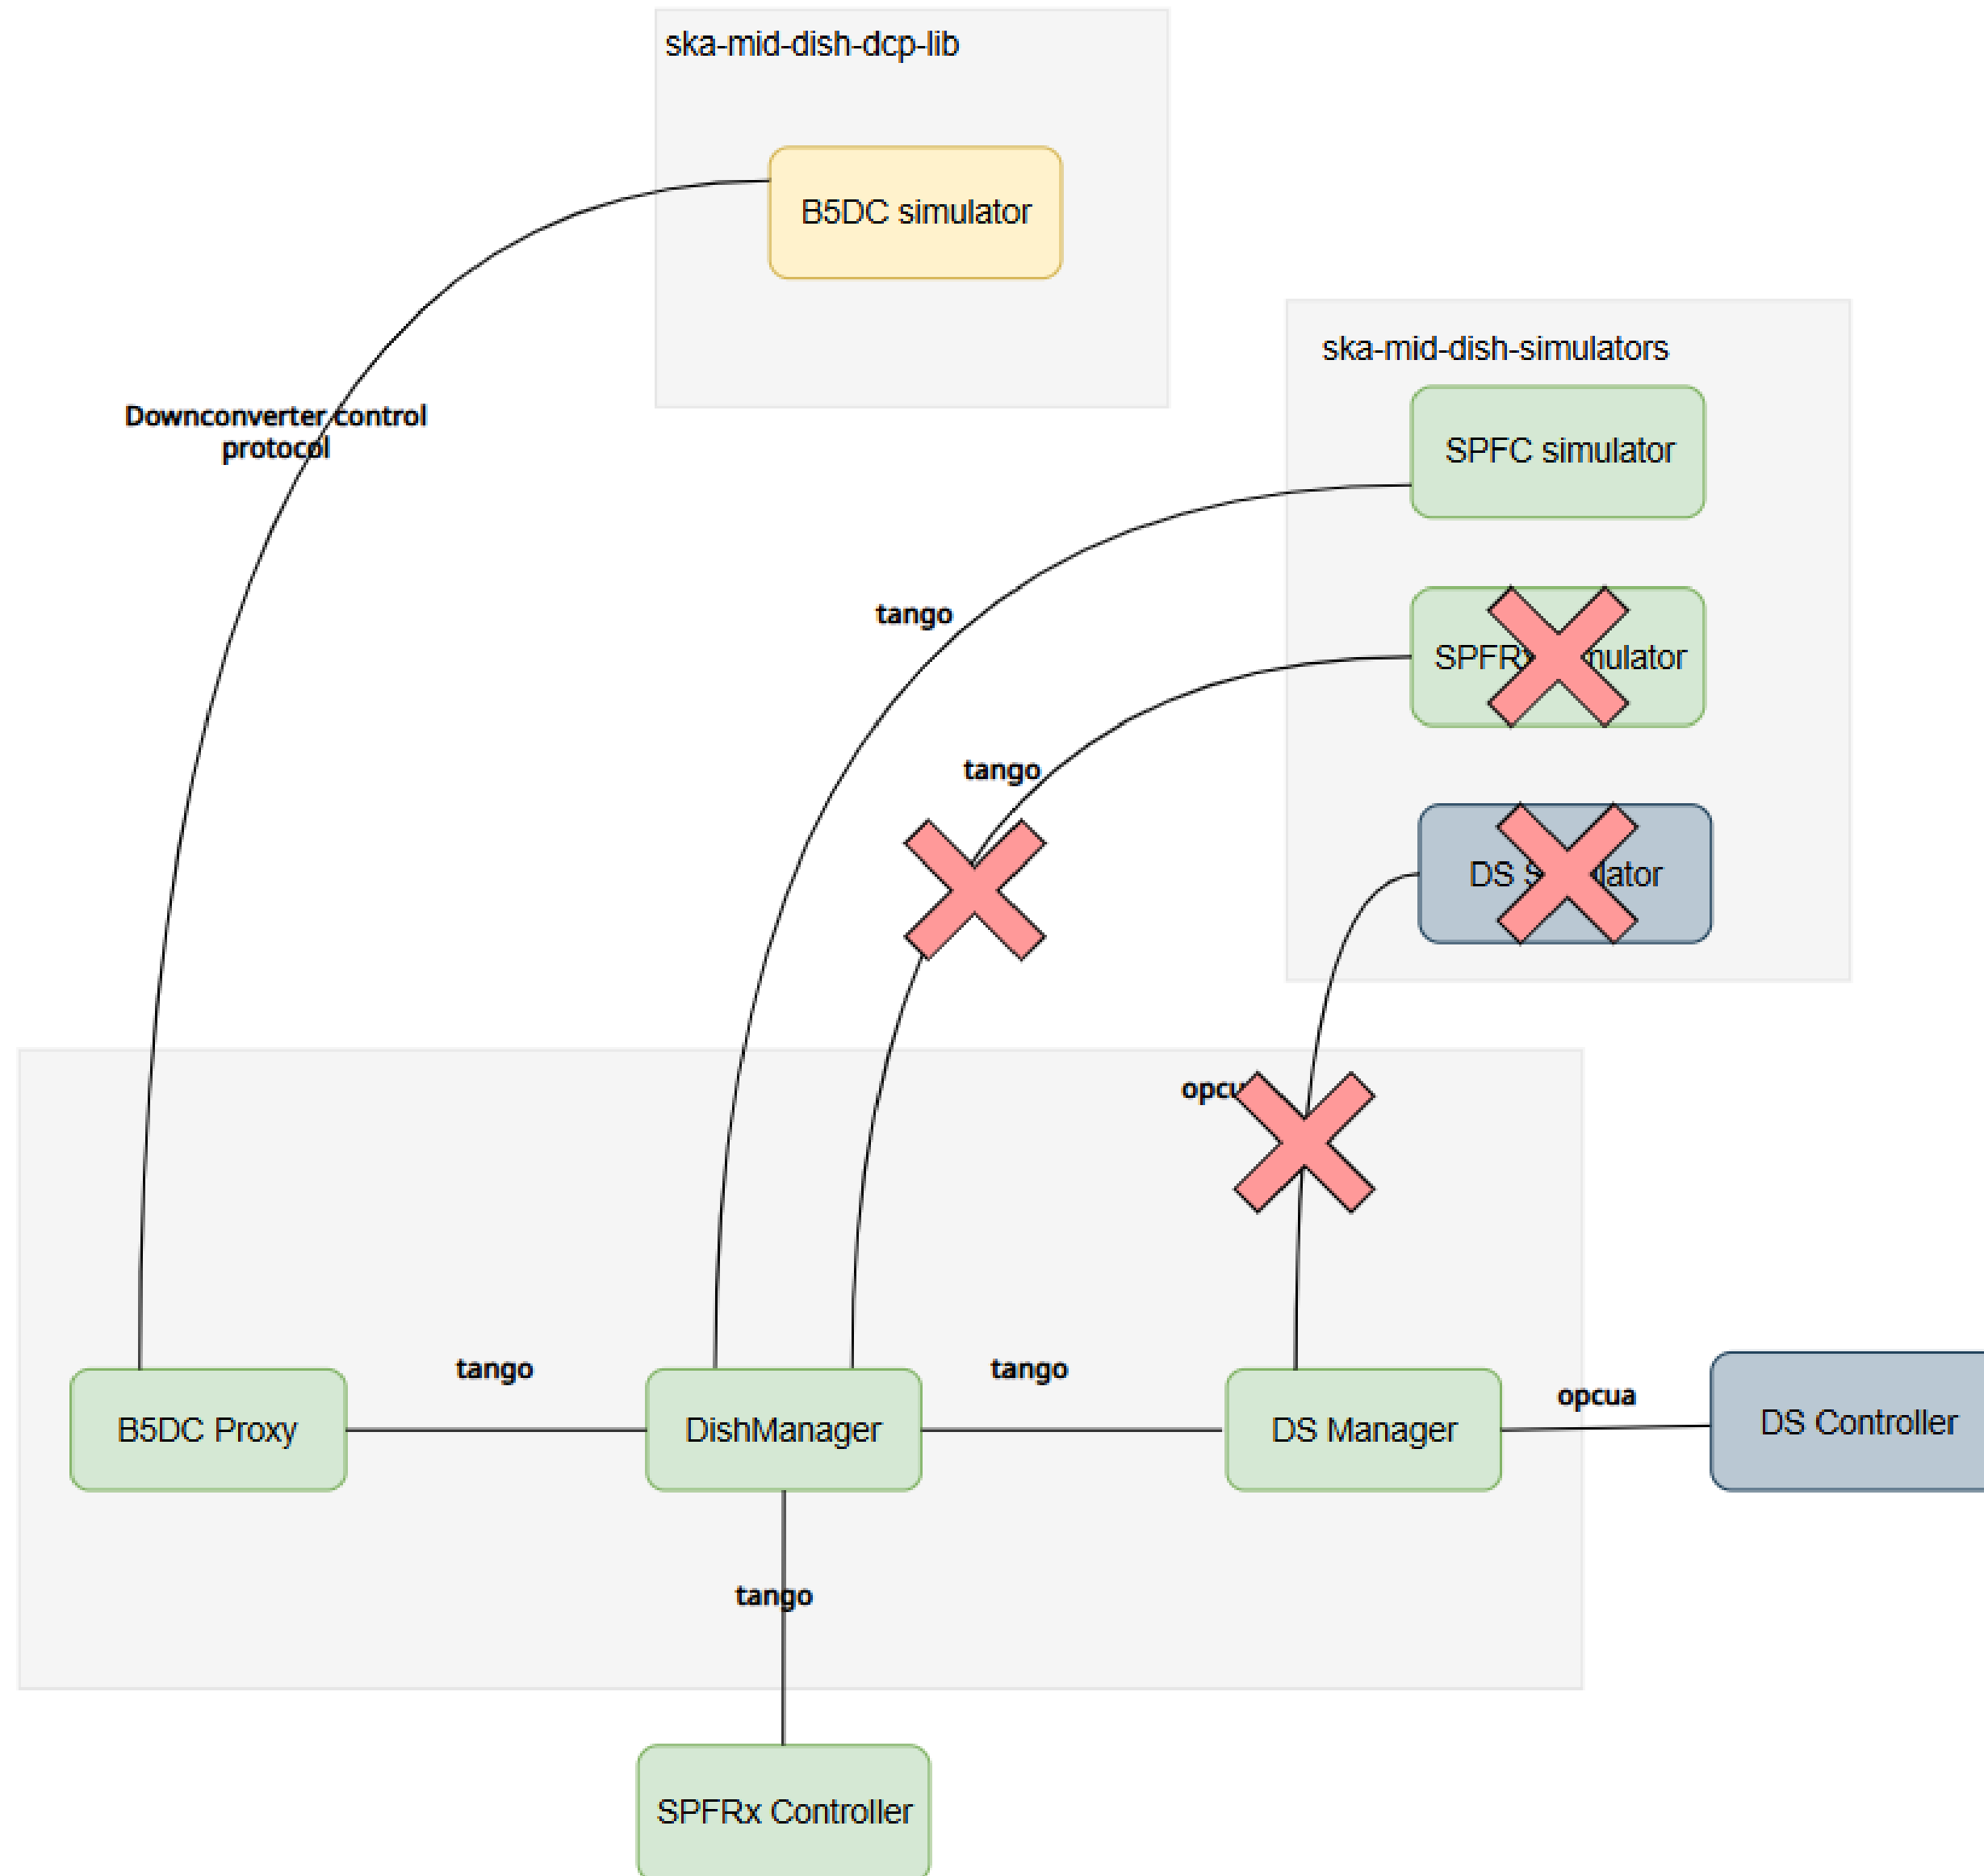 ska-mid-dish-dcp-lib
B5DC simulator
ska-mid-dish-simulators
Downconverter control
protocol
SPFC simulator
tango
tango
DS
tango
tango
opcua
B5DC Proxy
DishManager
DS Manager
DS Controller
tango
SPFRx Controller